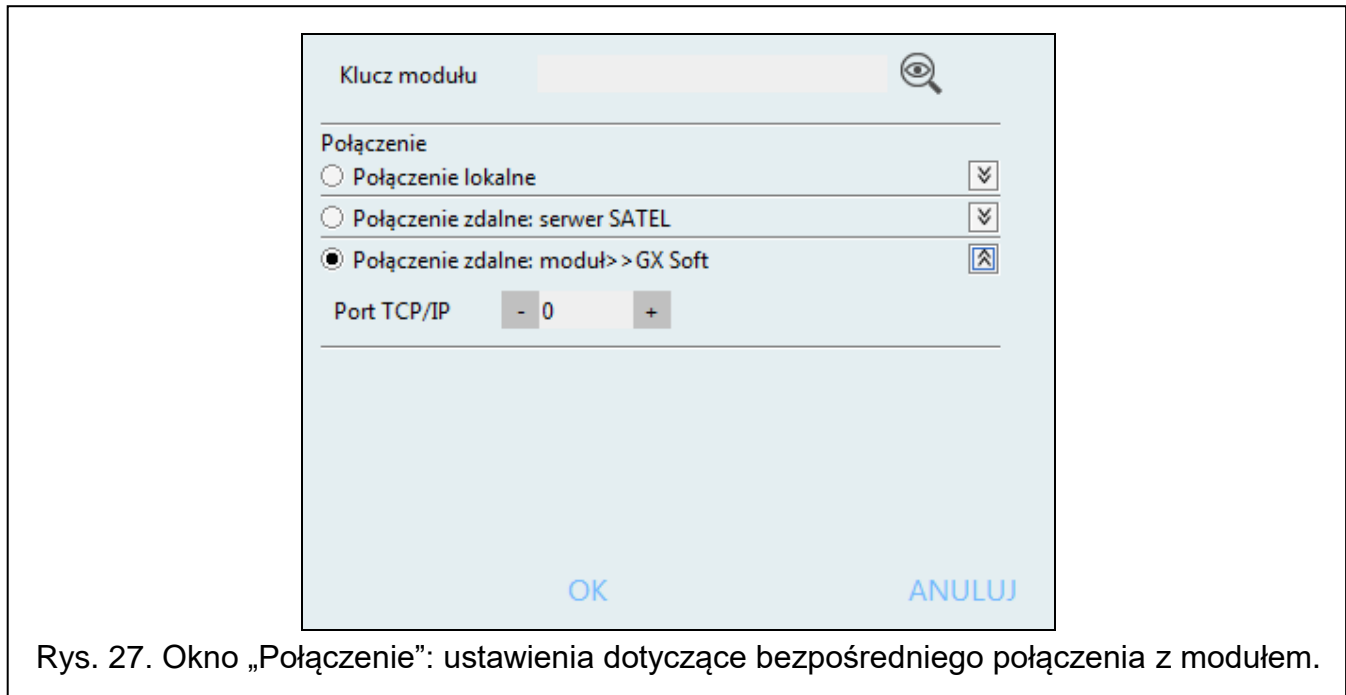 Klucz modułu
Połączenie
Połączenie lokalne
Połączenie zdalne: serwer SATEL
Połączenie zdalne: moduł>>GX Soft
Port TCP/IP - 0 +
OK ANULUJ
Rys. 27. Okno „Połączenie”: ustawienia dotyczące bezpośredniego połączenia z modułem.